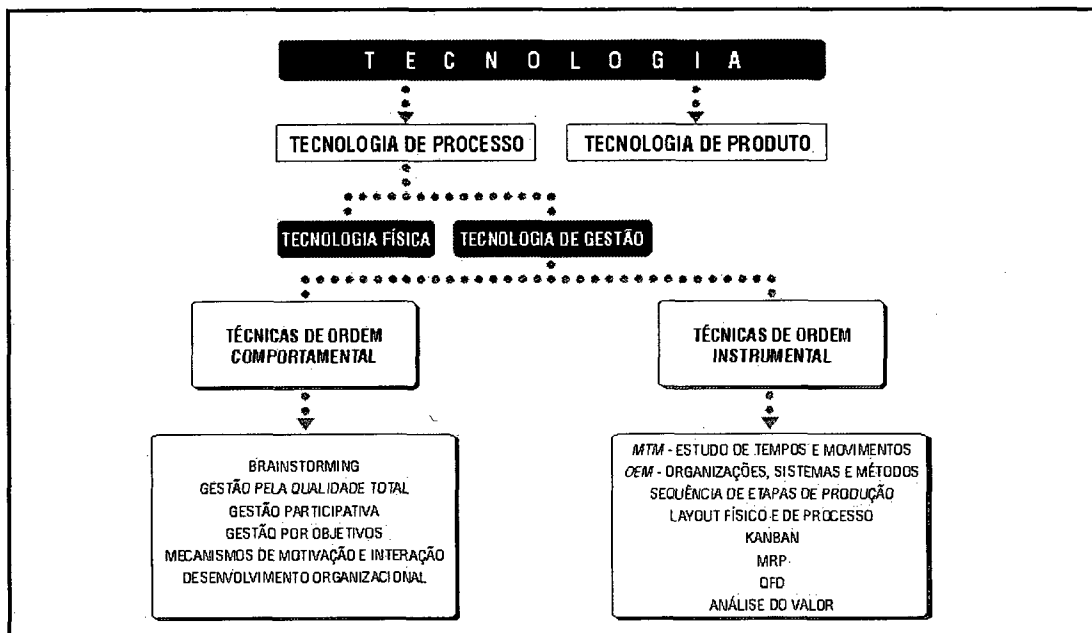 TECNOLOGIA
TECNOLOGIA DE PROCESSO
TECNOLOGIA DE PRODUTO
TECNOLOGIA FÍSICA
TECNOLOGIA DE GESTÃO
TÉCNICAS DE ORDEM
COMPORTAMENTAL
TÉCNICAS DE ORDEM
INSTRUMENTAL
BRAINSTORMING
GESTÃO PELA QUALIDADE TOTAL
GESTÃO PARTICIPATIVA
GESTÃO POR OBJETIVOS
MECANISMOS DE MOTIVAÇÃO E INTERAÇÃO
DESENVOLVIMENTO ORGANIZACIONAL
MTM - ESTUDO DE TEMPOS E MOVIMENTOS
OEM - ORGANIZAÇÕES, SISTEMAS E MÉTODOS
SEQUÊNCIA DE ETAPAS DE PRODUÇÃO
LAYOUT FÍSICO E DE PROCESSO
KANBAN
MRP
QFD
ANÁLISE DO VALOR